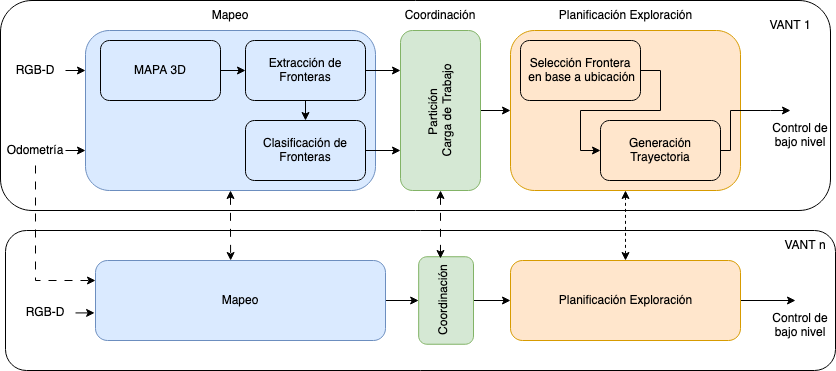 Mapeo
Coordinación
Planificación Exploración
VANT 1
RGB-D
MAPA 3D
Extracción de
Fronteras
Partición
Carga de Trabajo
Selección Frontera
en base a ubicación
Control de
bajo nivel
Odometría
Clasificación de
Fronteras
Generación
Trayectoria
VANT n
RGB-D
Mapeo
Coordinación
Planificación Exploración
Control de
bajo nivel